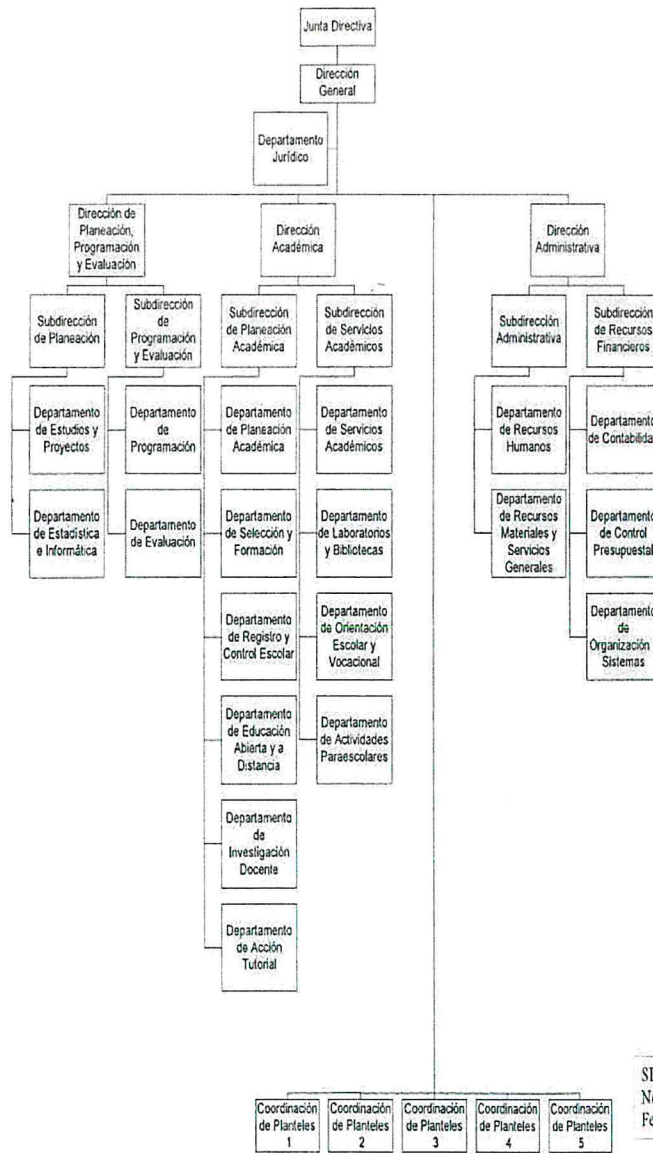 Junta Directiva
Dirección
General
Departamento
Jurídico
Dirección de
Planeación,
Programación
y Evaluación
Dirección
Académica
Dirección
Administrativa
Subdirección
de Planeación
Subdirección
de
Programación
y Evaluación
Subdirección
de Planeación
Académica
Subdirección
de Servicios
Académicos
Subdirección
Administrativa
Subdirección
de Recursos
Financieros
Departamento
de Estudios y
Proyectos
Departamento
de
Programación
Departamento
de Planeación
Académica
Departamento
de Servicios
Académicos
Departamento
de Recursos
Humanos
Departamento
de Contabilidad
Departamento
de Estadística
e Informática
Departamento
de Evaluación
Departamento
de Selección y
Formación
Departamento
de Laboratorios
y Bibliotecas
Departamento
de Recursos
Materiales y
Servicios
Generales
Departamento
de Control
Presupuestal
Departamento
de Registro y
Control Escolar
Departamento
de Orientación
Escolar y
Vocacional
Departamento
de
Organización
Sistemas
Departamento
de Educación
Abierta y a
Distancia
Departamento
de Actividades
Paraescolares
Departamento
de
Investigación
Docente
Departamento
de Acción
Tutorial
Coordinación
de Planteles
1
Coordinación
de Planteles
2
Coordinación
de Planteles
3
Coordinación
de Planteles
4
Coordinación
de Planteles
5